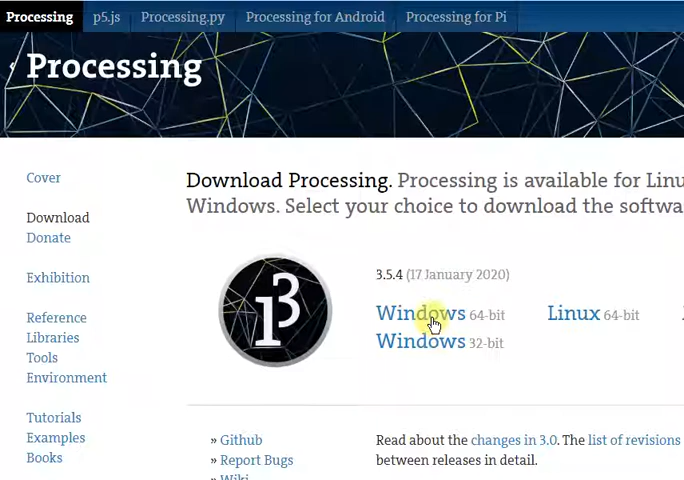 Processing p5.js Processing.py Processing for Android Processing for Pi
Processing
Cover
Download
Donate
Exhibition
Reference
Libraries
Tools
Environment
Tutorials
Examples
Books
Download Processing. Processing is available for Linu
Windows. Select your choice to download the softwa
3
3.5.4 (17 January 2020)
Windows 64-bit Linux 64-bit
Windows 32-bit
» Github
» Report Bugs
» Wiki
Read about the changes in 3.0. The list of revisions
between releases in detail.